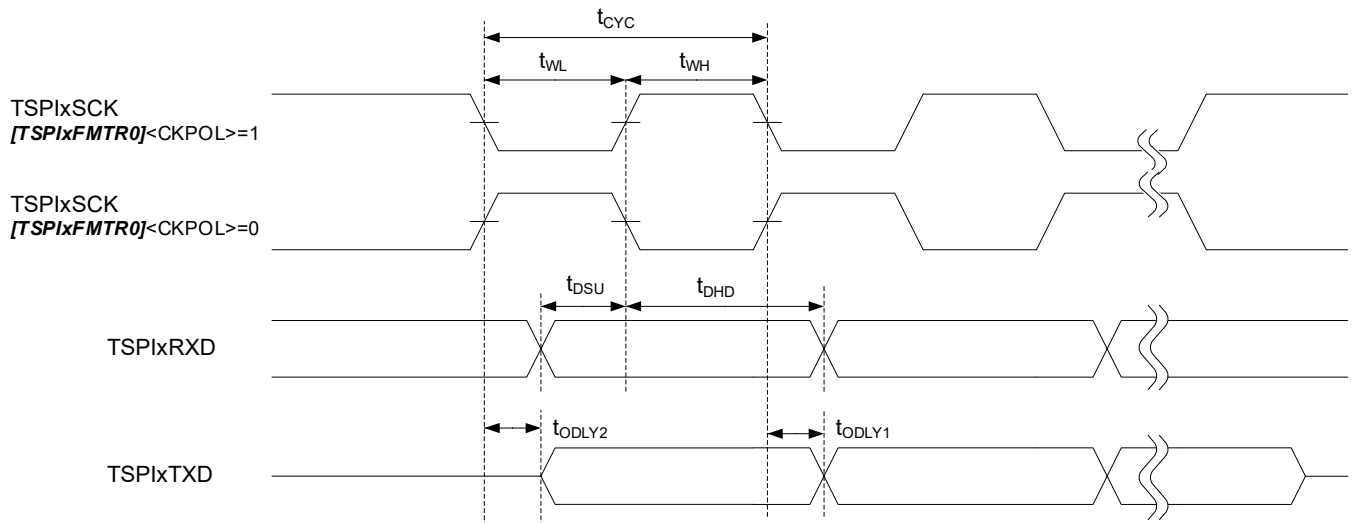 tCYC
tWL
tWH
TSPIxSCK
[TSPIxFMTR0]<CKPOL>=1
TSPIxSCK
[TSPIxFMTR0]<CKPOL>=0
tDSU
tDHD
TSPIxRXD
tODLY2
tODLY1
TSPIxTXD